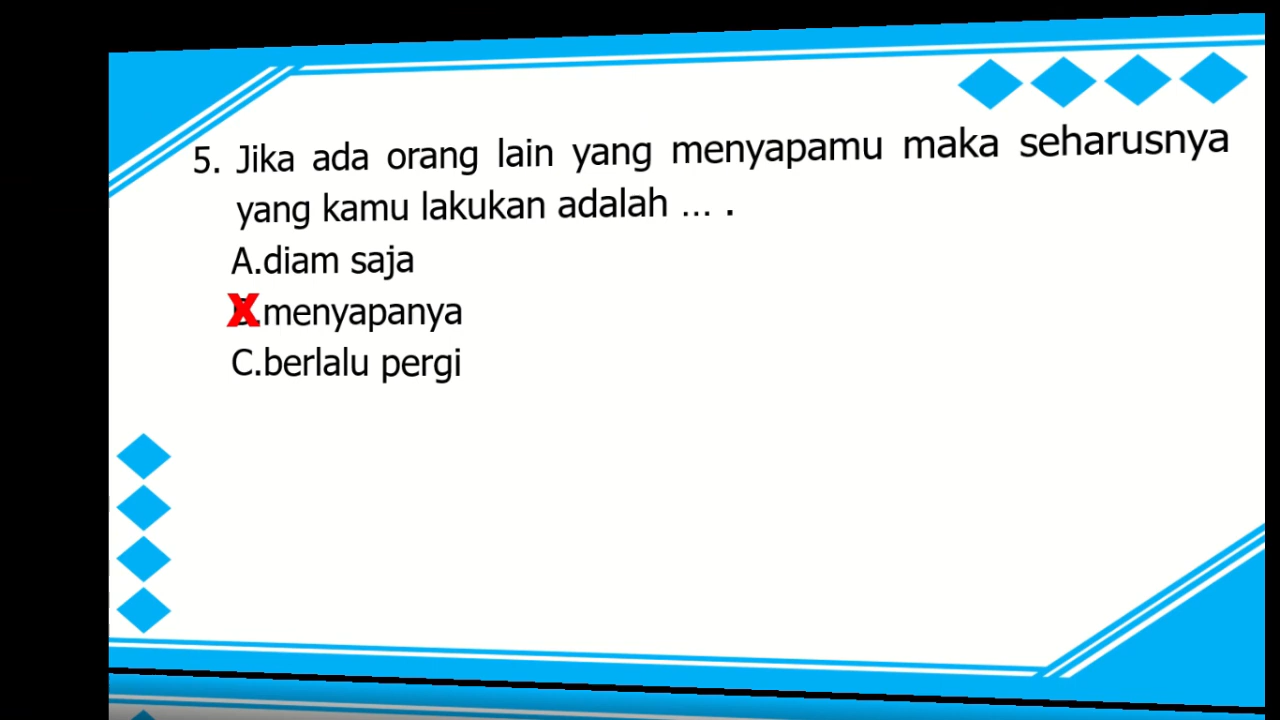 5. Jika ada orang lain yang menyapamu maka seharusnya
yang kamu lakukan adalah ... .
A.diam saja
X.menyapanya
C.berlalu pergi